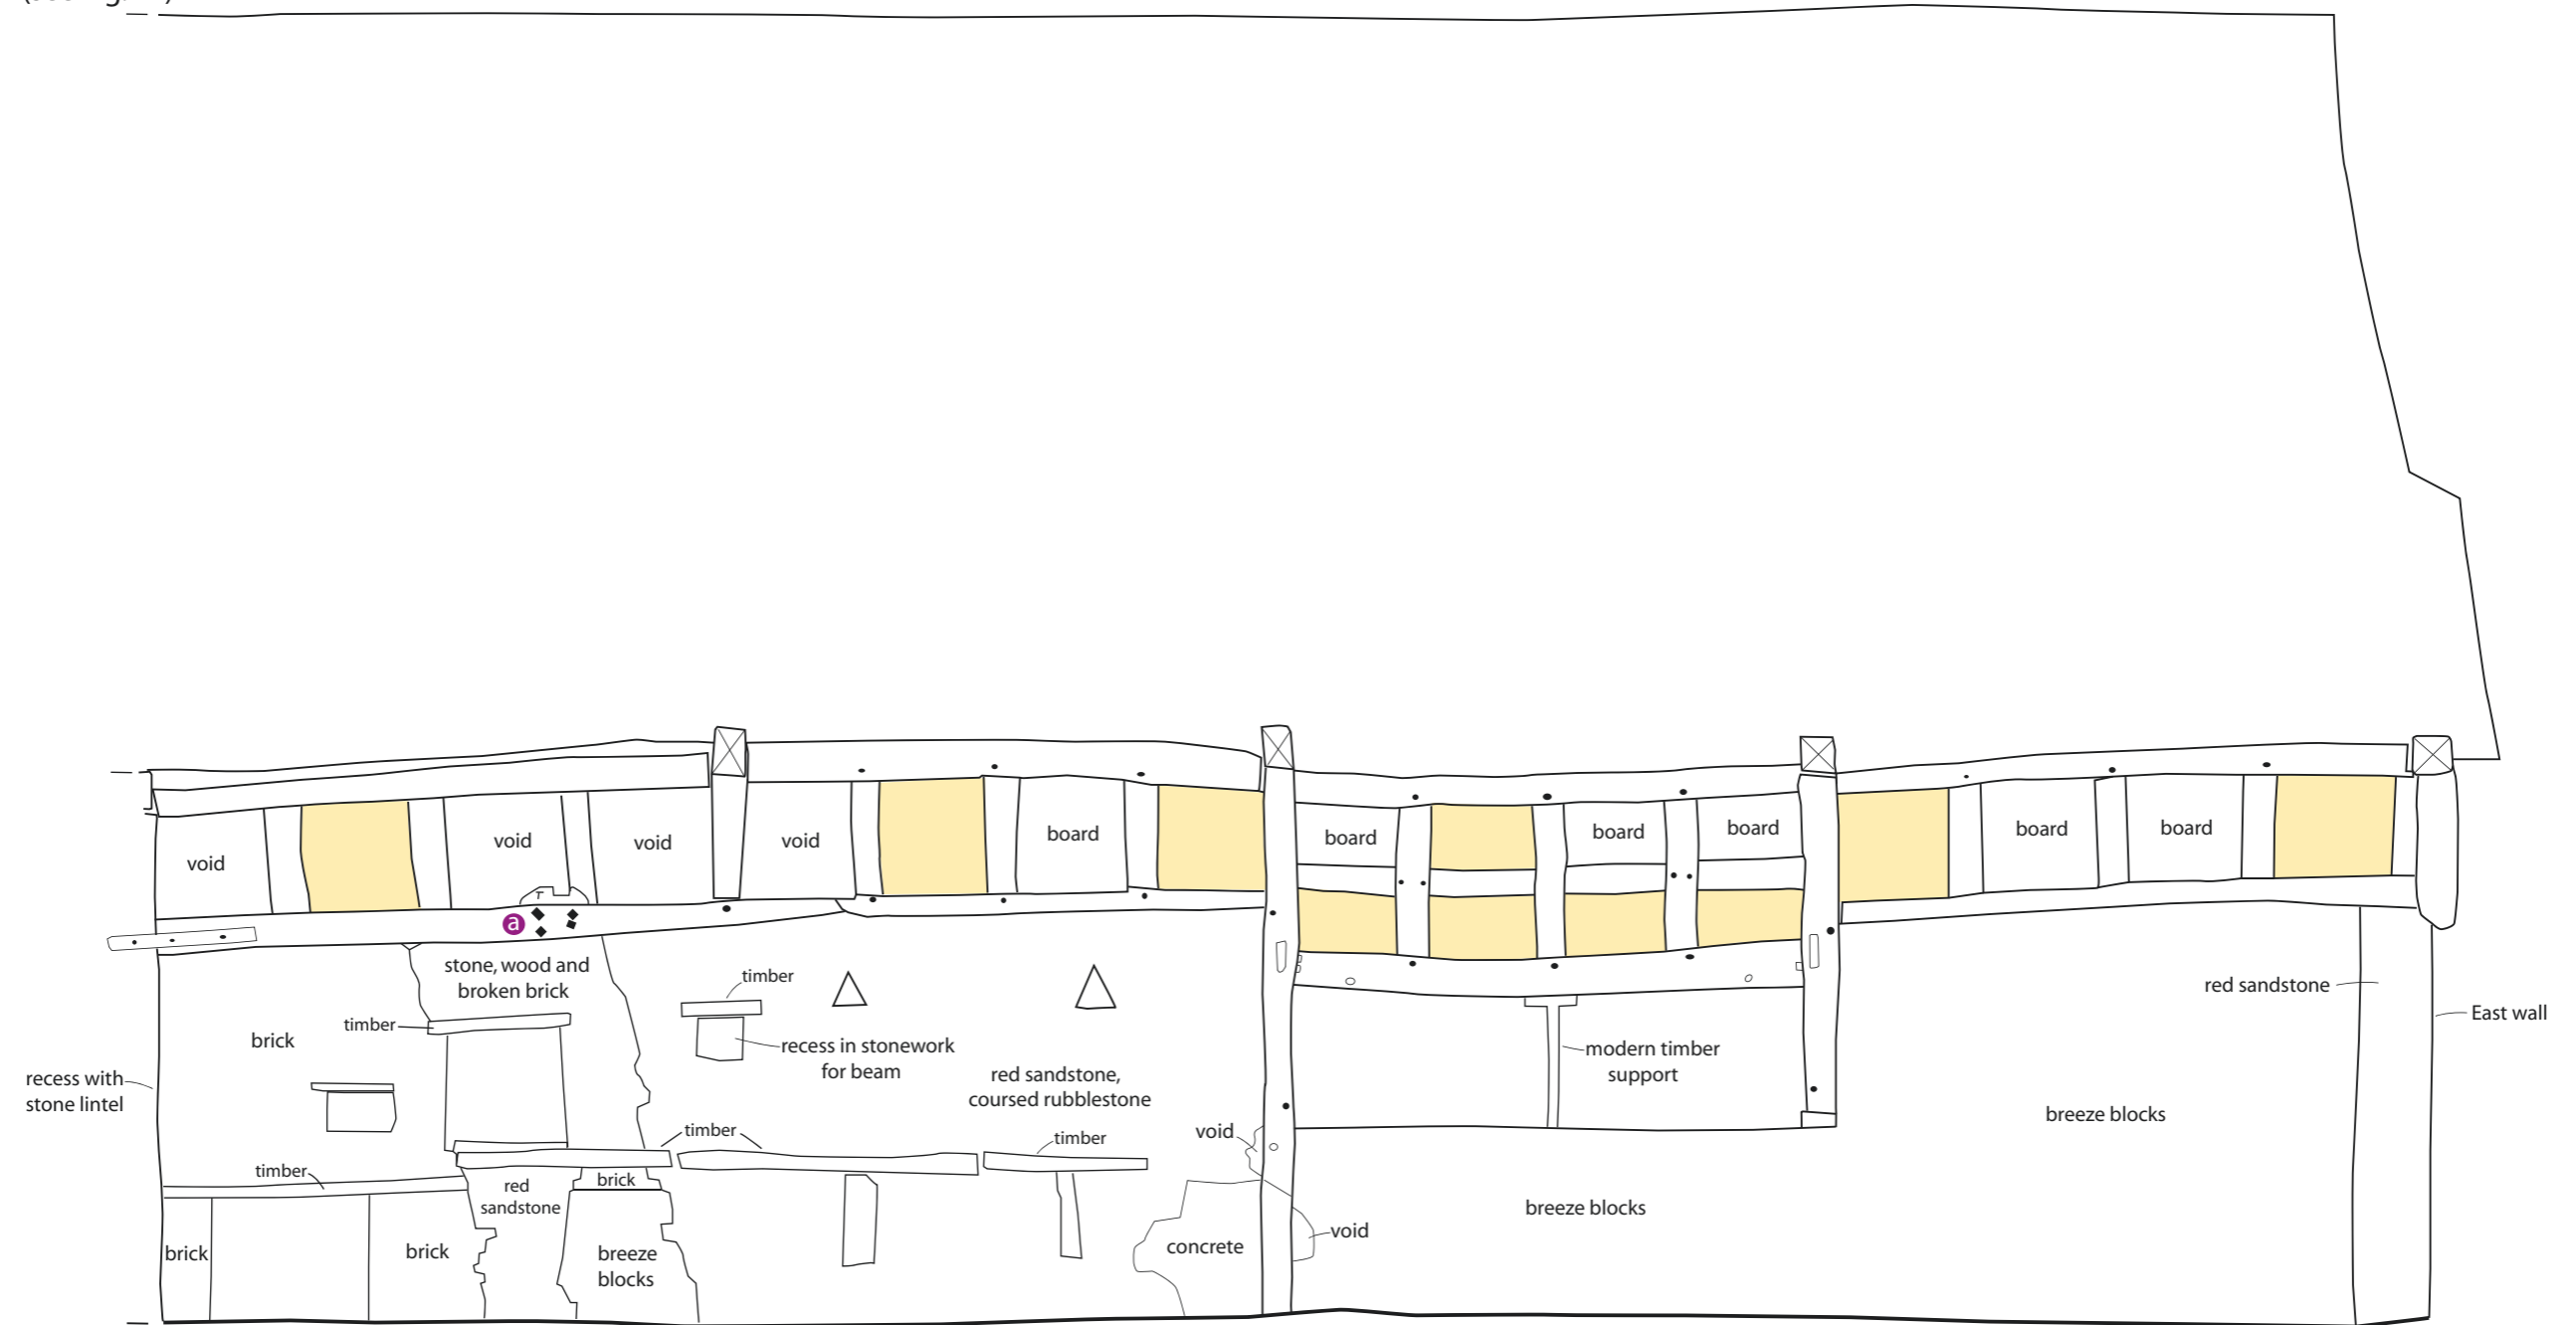 void
void
void
void
board
board
board
board
board
board
a
T
stone, wood and
broken brick
timber
timber
brick
recess in stonework
for beam
red sandstone,
coursed rubblestone
modern timber
support
red sandstone
East wall
recess with
stone lintel
breeze blocks
timber
timber
void
timber
red
sandstone
brick
breeze blocks
void
brick
brick
breeze
blocks
concrete